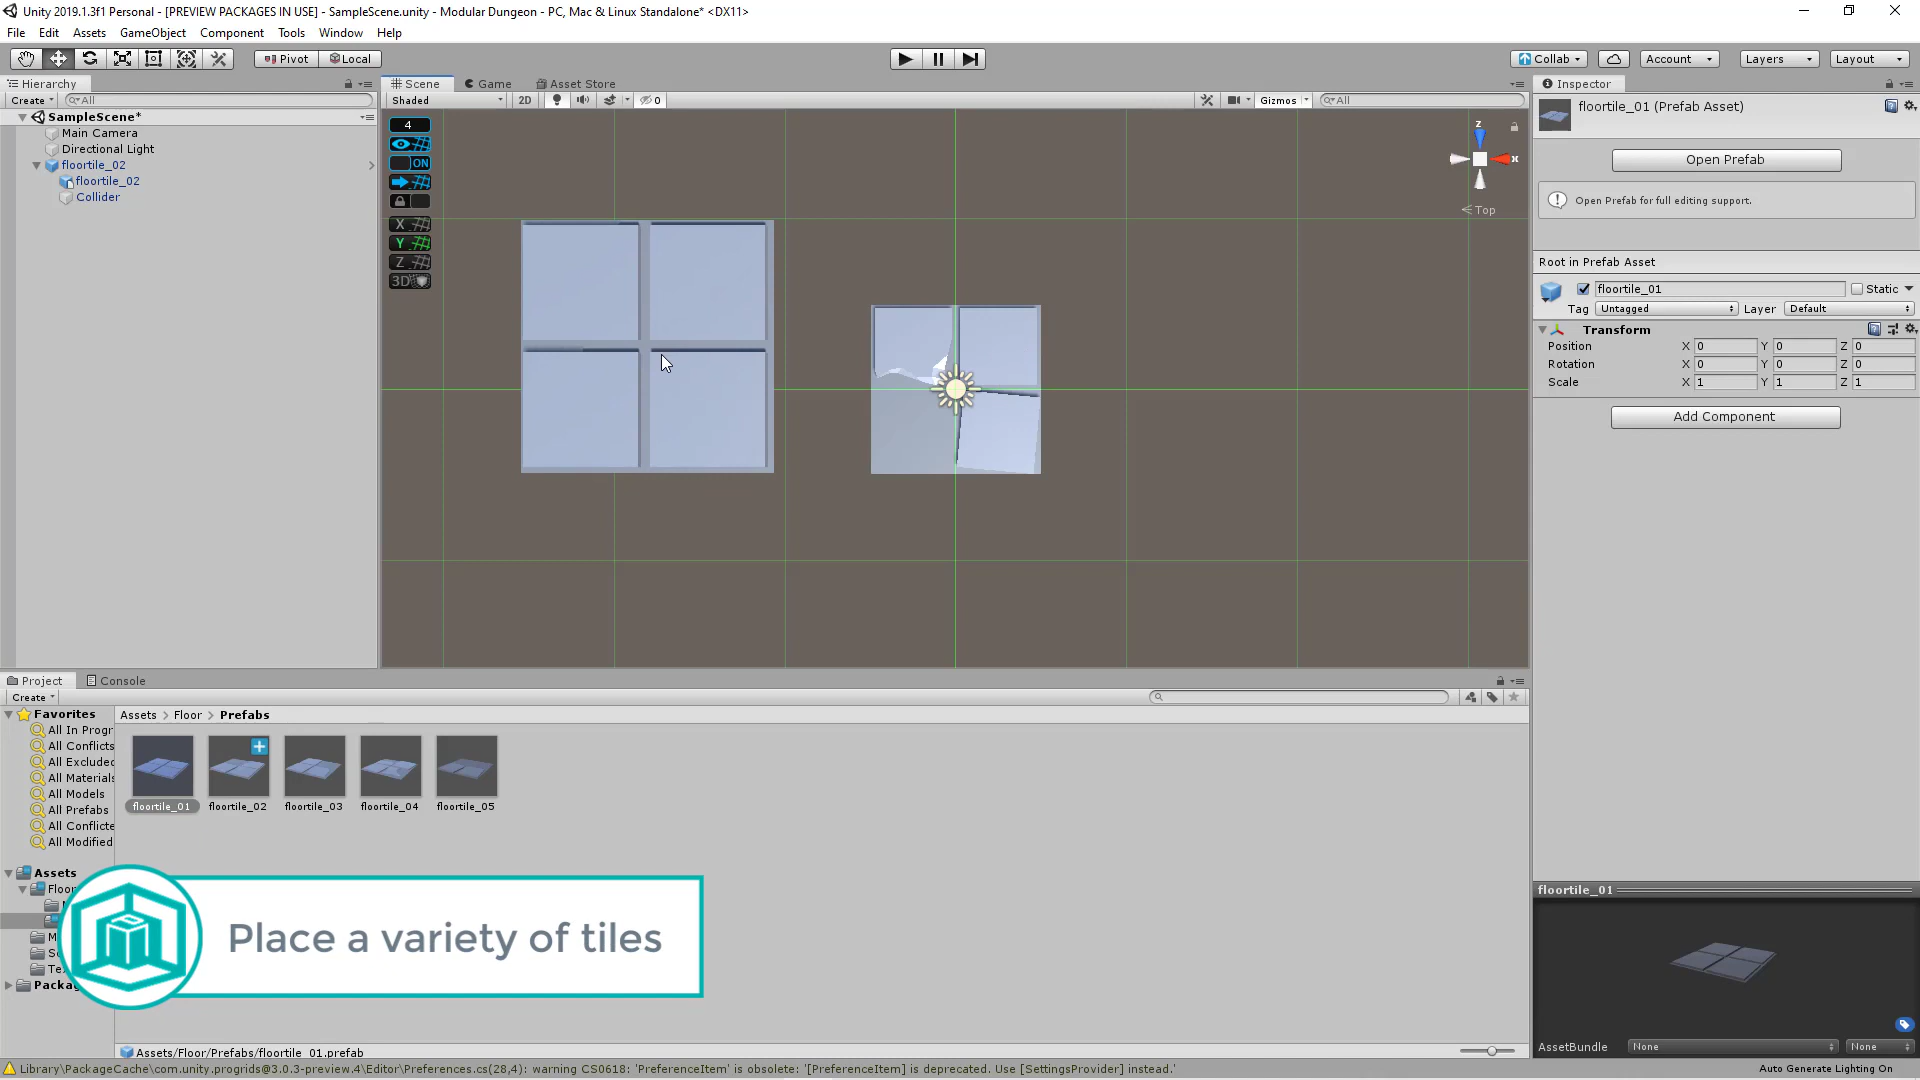 Unity 2019.1.3f1 Personal - [PREVIEW PACKAGES IN USE] - SampleScene.unity - Modular Dungeon - PC, Mac & Linux Standalone* <DX11>
File Edit Assets GameObject Component Tools Window Help
Pivot Local Collab Account Layers Layout
Hierarchy Scene Game Asset Store Inspector
Create All Shaded 2D 0 Gizmos All
floortile_01 (Prefab Asset)
SampleScene*
Main Camera
Directional Light
floortile_02
floortile_02
Collider
4
ON
X
Y
Z
3D
z
x
Top
Open Prefab
Open Prefab for full editing support.
Root in Prefab Asset
floortile_01 Static
Tag Untagged Layer Default
Transform
Position X 0 Y 0 Z 0
Rotation X 0 Y 0 Z 0
Scale X 1 Y 1 Z 1
Add Component
Project Console
Create
Favorites
All In Progr
All Conflicts
All Excluded
All Materials
All Models
All Prefabs
All Conflicte
All Modified
Assets
Floor
Assets > Floor > Prefabs
floortile_01 floortile_02 floortile_03 floortile_04 floortile_05
Place a variety of tiles
Assets/Floor/Prefabs/floortile_01.prefab
floortile_01
AssetBundle None None
Library\PackageCache\com.unity.progrids@3.0.3-preview.4\Editor\Preferences.cs(28,4): warning CS0618: 'PreferenceItem' is obsolete: '[PreferenceItem] is deprecated. Use [SettingsProvider] instead.'
Auto Generate Lighting On